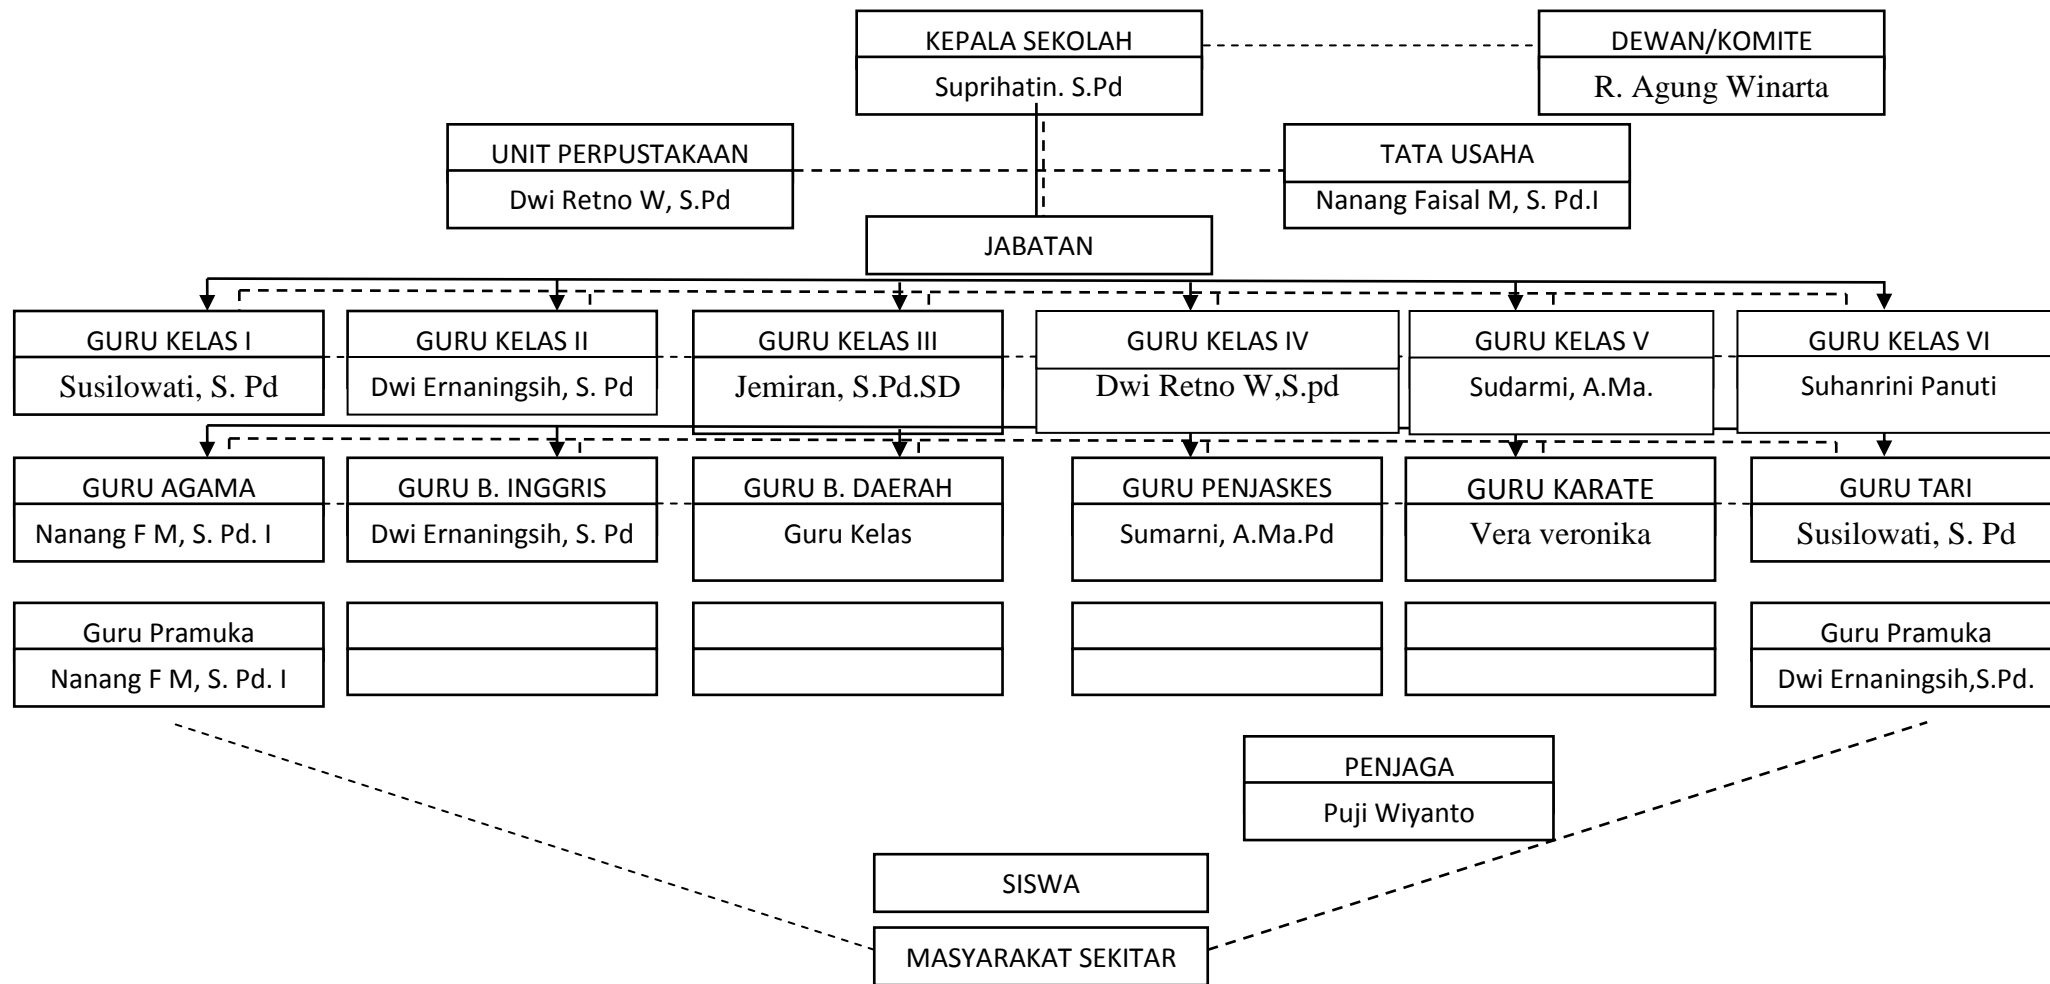 KEPALA SEKOLAH
Suprihatin. S.Pd
DEWAN/KOMITE
R. Agung Winarta
UNIT PERPUSTAKAAN
Dwi Retno W, S.Pd
TATA USAHA
Nanang Faisal M, S. Pd.I
JABATAN
GURU KELAS I
Susilowati, S. Pd
GURU KELAS II
Dwi Ernaningsih, S. Pd
GURU KELAS III
Jemiran, S.Pd.SD
GURU KELAS IV
Dwi Retno W,S.pd
GURU KELAS V
Sudarmi, A.Ma.
GURU KELAS VI
Suhanrini Panuti
GURU AGAMA
Nanang F M, S. Pd. I
GURU B. INGGRIS
Dwi Ernaningsih, S. Pd
GURU B. DAERAH
Guru Kelas
GURU PENJASKES
Sumarni, A.Ma.Pd
GURU KARATE
Vera veronika
GURU TARI
Susilowati, S. Pd
Guru Pramuka
Nanang F M, S. Pd. I
Guru Pramuka
Dwi Ernaningsih,S.Pd.
PENJAGA
Puji Wiyanto
SISWA
MASYARAKAT SEKITAR